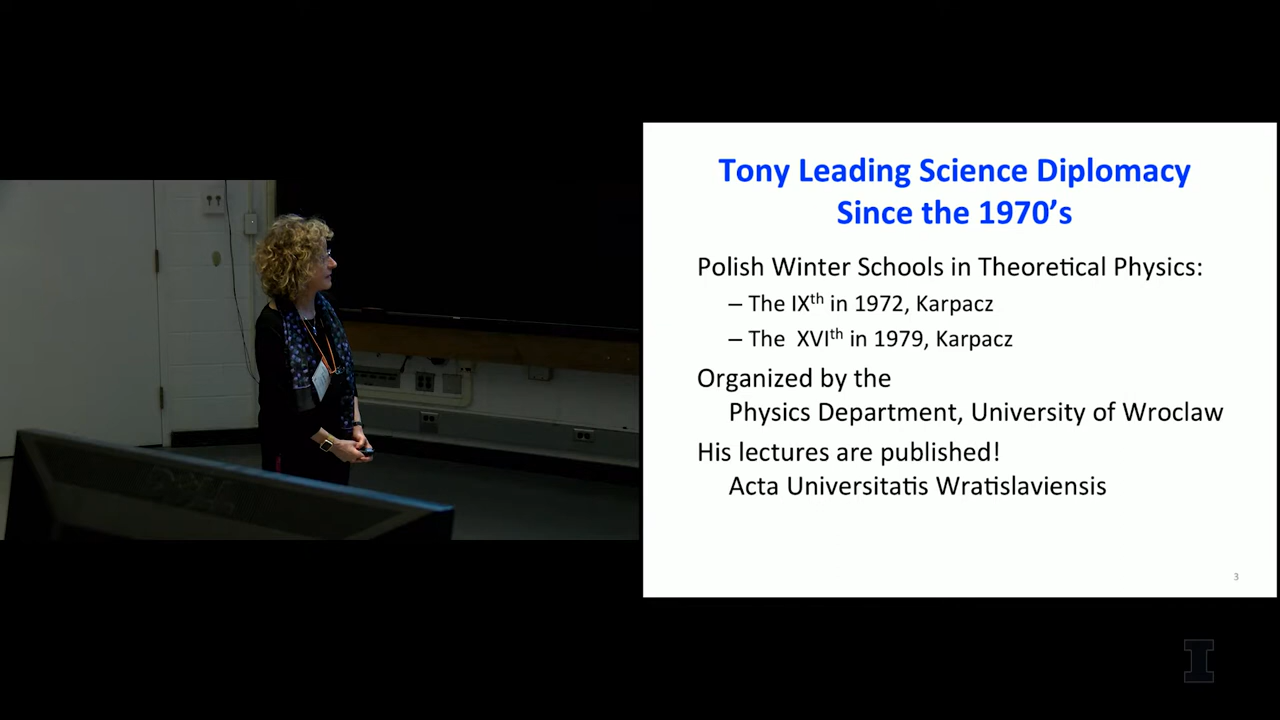 Tony Leading Science Diplomacy
Since the 1970's
Polish Winter Schools in Theoretical Physics:
– The IXth in 1972, Karpacz
– The  XVIth in 1979, Karpacz
Organized by the
Physics Department, University of Wroclaw
His lectures are published!
Acta Universitatis Wratislaviensis
3
I